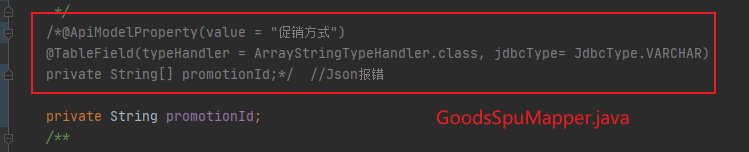 */
/*@ApiModelProperty(value = "促销方式")
@TableField(typeHandler = ArrayStringTypeHandler.class, jdbcType= JdbcType.VARCHAR)
private String[] promotionId;*/  //Json报错
private String promotionId;
GoodsSpuMapper.java
/**